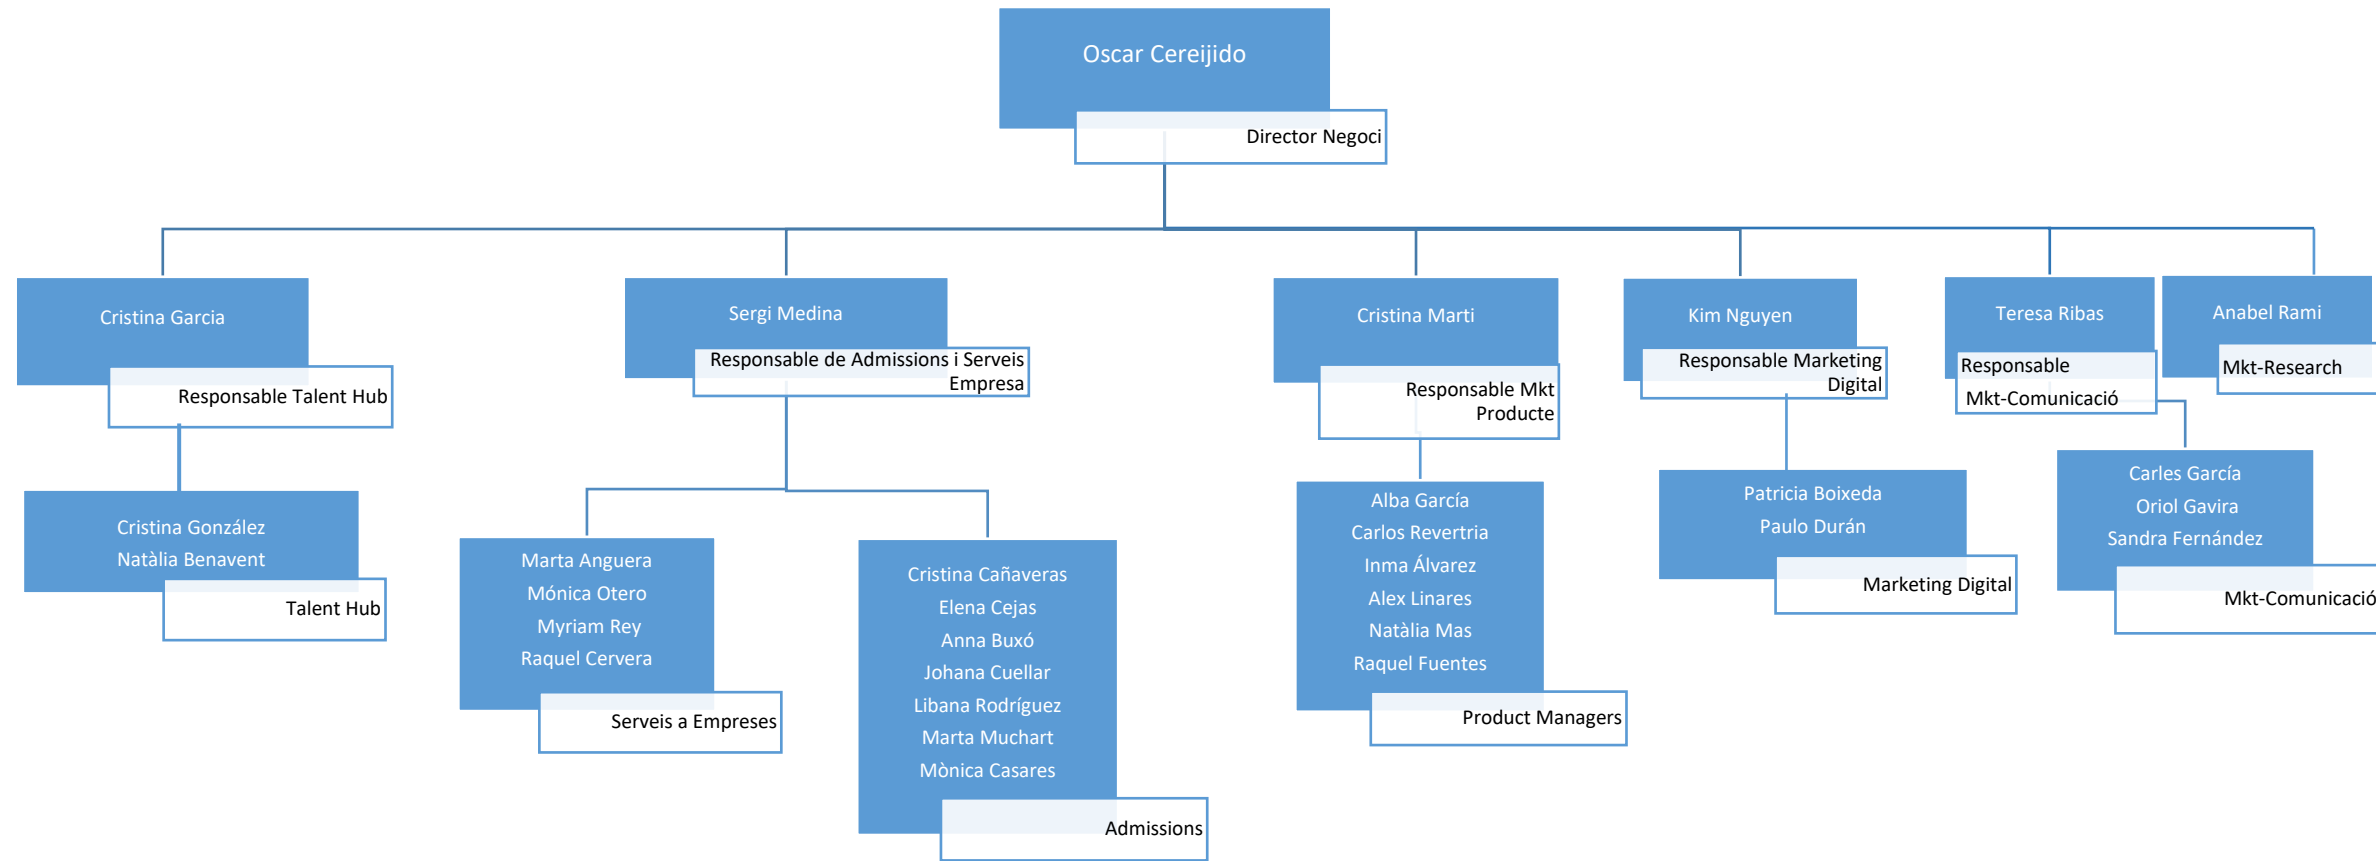 Oscar Cereijido
Director Negoci
Cristina Garcia
Responsable Talent Hub
Sergi Medina
Responsable de Admissions i Serveis
Empresa
Cristina Marti
Responsable Mkt
Producte
Kim Nguyen
Responsable Marketing
Digital
Teresa Ribas
Responsable
Mkt-Comunicació
Anabel Rami
Mkt-Research
Cristina González
Natàlia Benavent
Talent Hub
Marta Anguera
Mónica Otero
Myriam Rey
Raquel Cervera
Serveis a Empreses
Cristina Cañaveras
Elena Cejas
Anna Buxó
Johana Cuellar
Libana Rodríguez
Marta Muchart
Mònica Casares
Admissions
Alba García
Carlos Revertria
Inma Álvarez
Alex Linares
Natàlia Mas
Raquel Fuentes
Product Managers
Patricia Boixeda
Paulo Durán
Marketing Digital
Carles García
Oriol Gavira
Sandra Fernández
Mkt-Comunicació